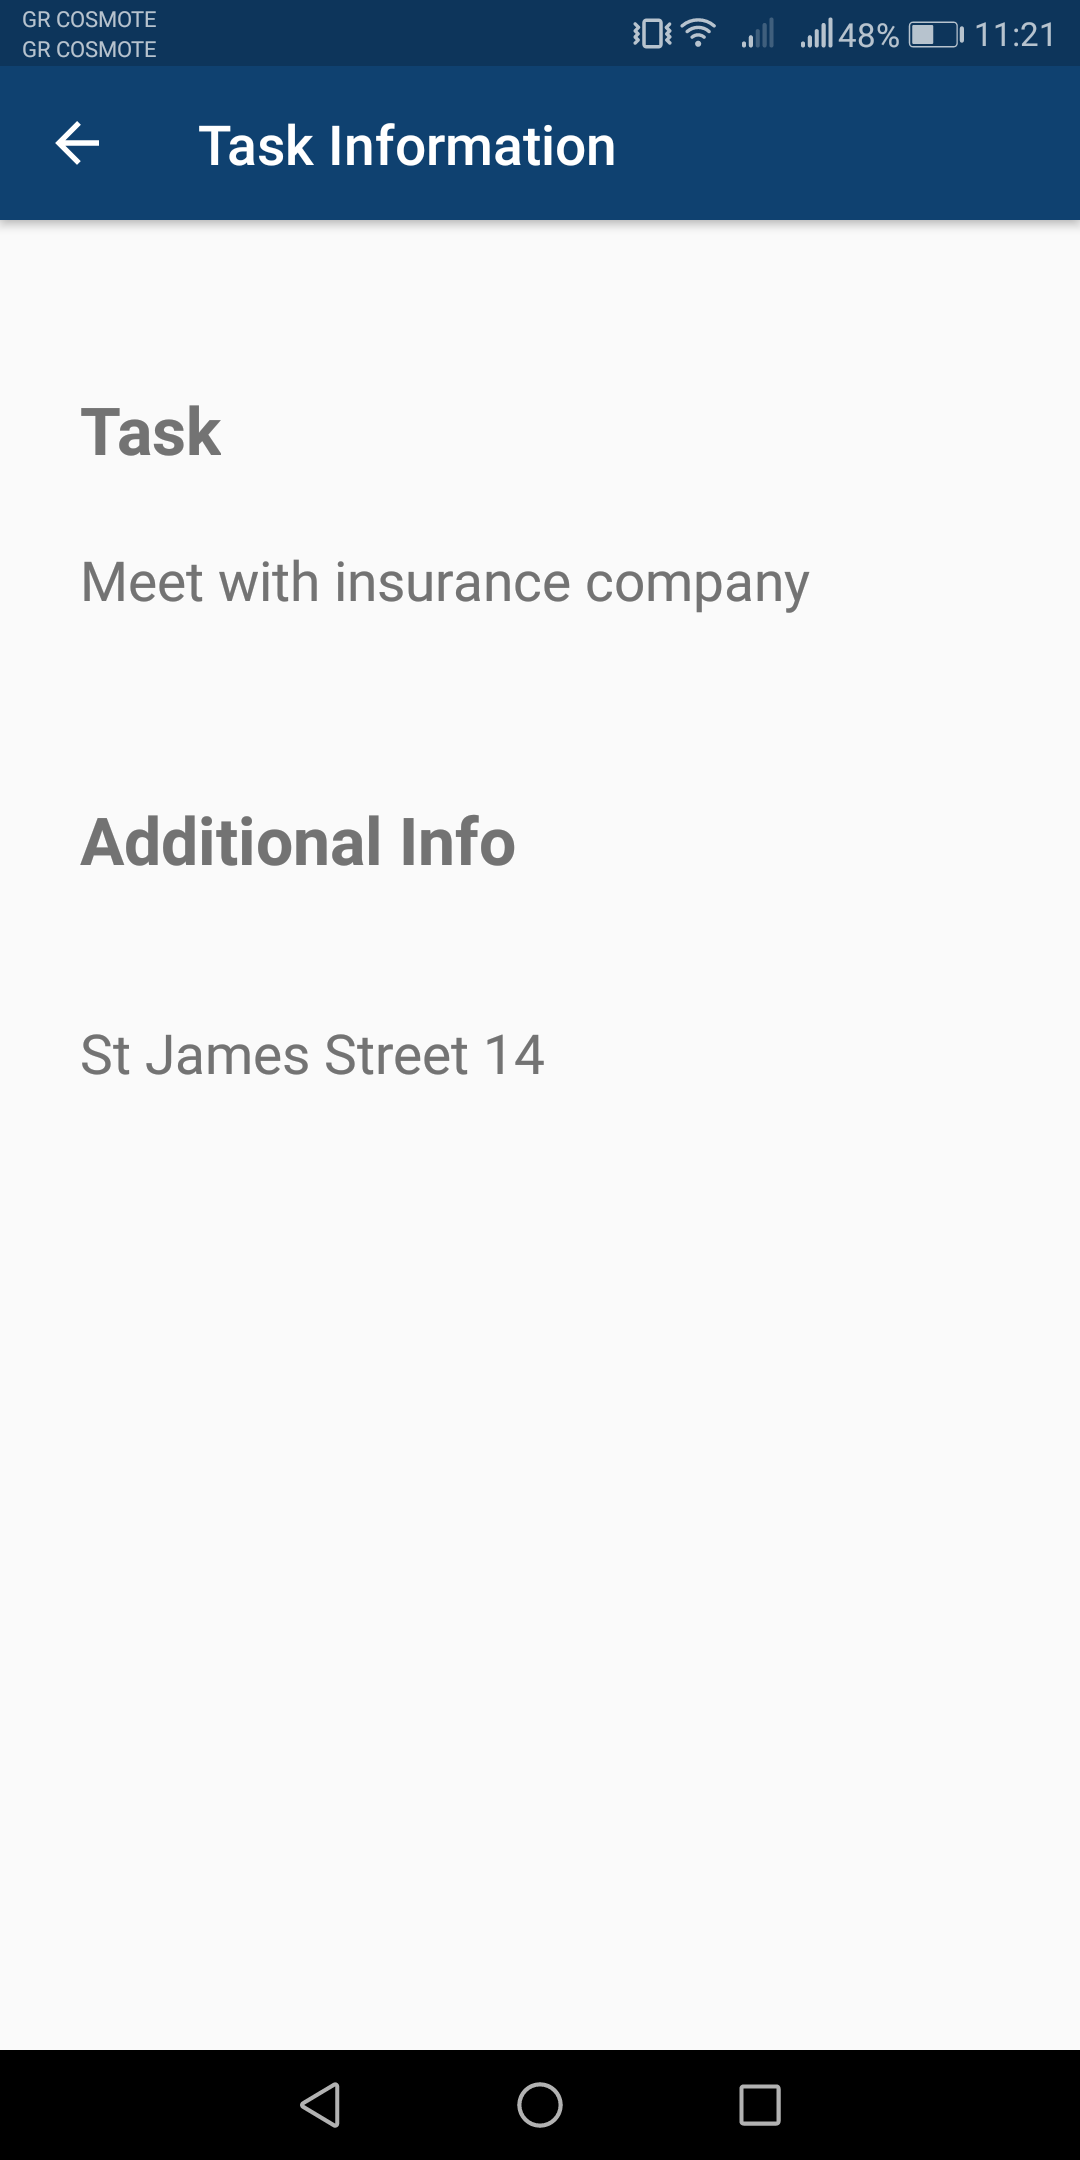 GR COSMOTE
GR COSMOTE
48%
11:21
Task Information
Task
Meet with insurance company
Additional Info
St James Street 14